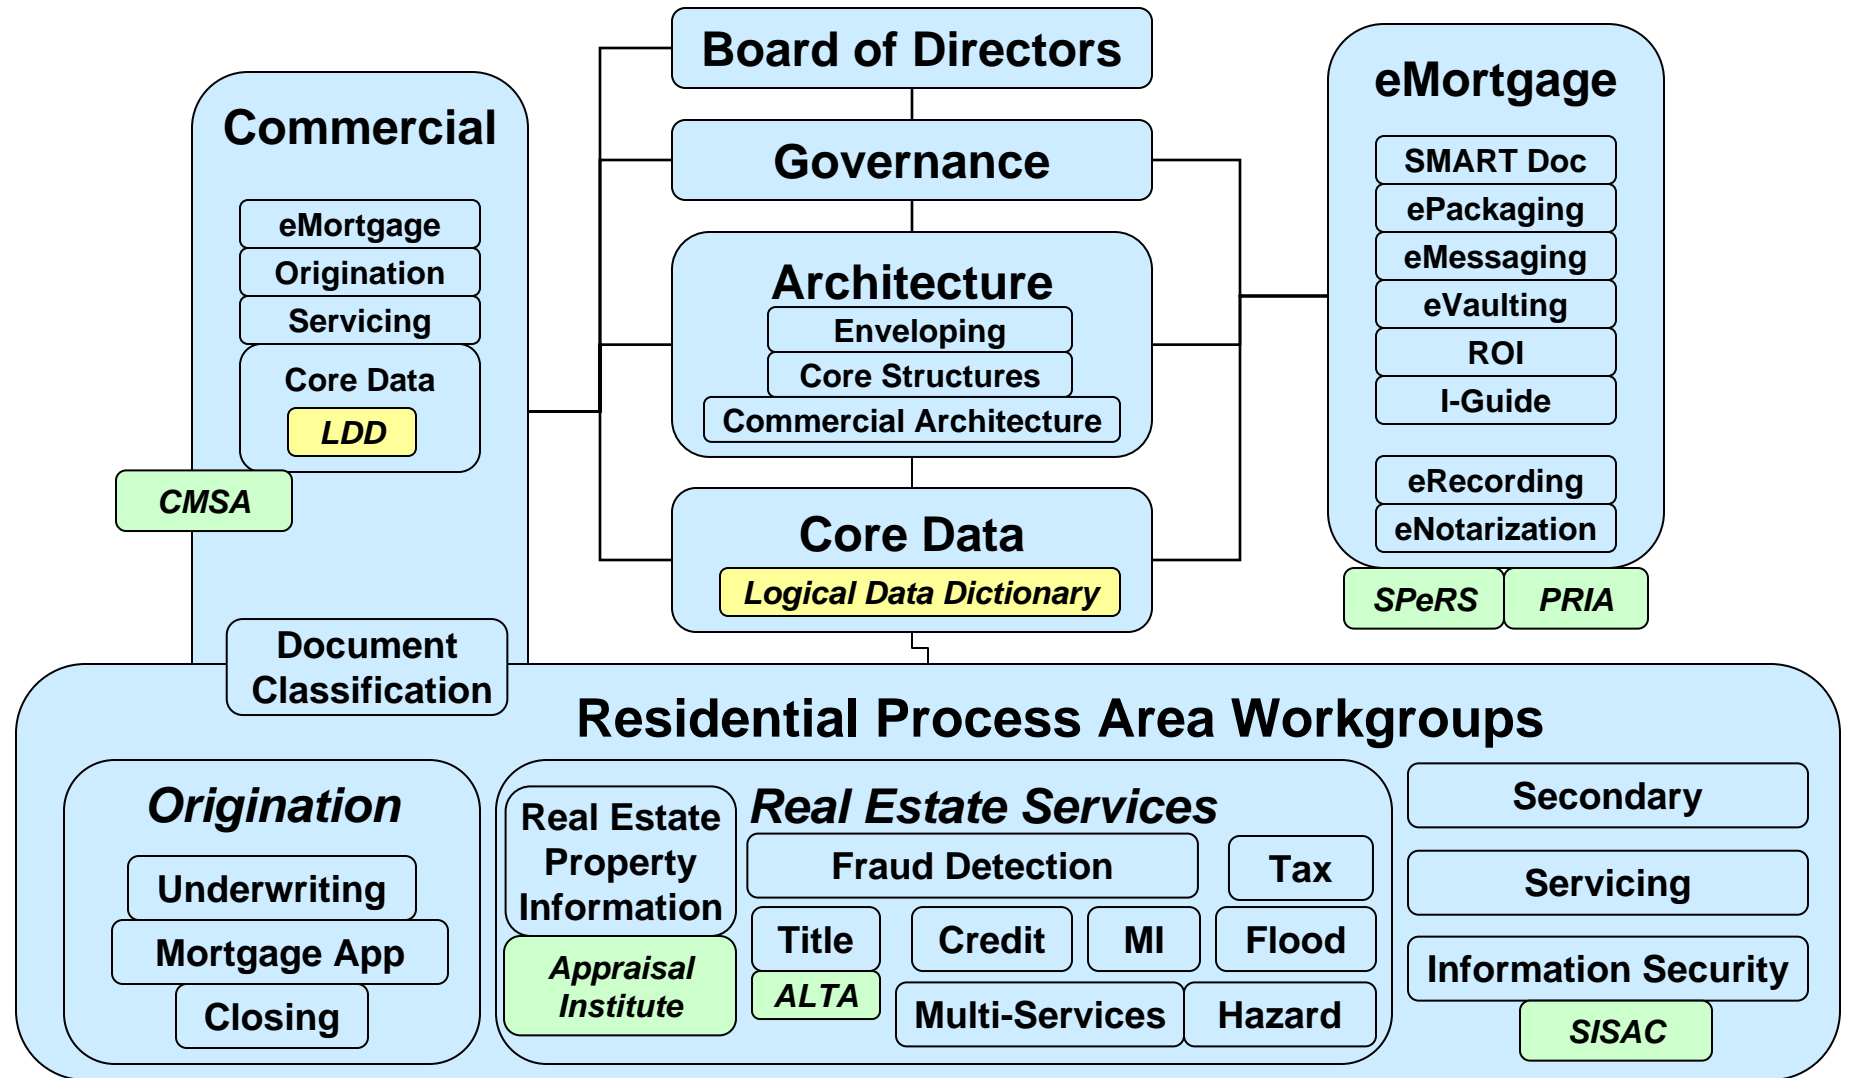 Board of Directors
Governance
Architecture
Enveloping
Core Structures
Commercial Architecture
Core Data
Logical Data Dictionary
Commercial
eMortgage
Origination
Servicing
Core Data
LDD
CMSA
Document
Classification
eMortgage
SMART Doc
ePackaging
eMessaging
eVaulting
ROI
I-Guide
eRecording
eNotarization
SPeRS
PRIA
Residential Process Area Workgroups
Origination
Underwriting
Mortgage App
Closing
Real Estate
Property
Information
Appraisal
Institute
Real Estate Services
Fraud Detection
Tax
Title
Credit
MI
Flood
ALTA
Multi-Services
Hazard
Secondary
Servicing
Information Security
SISAC